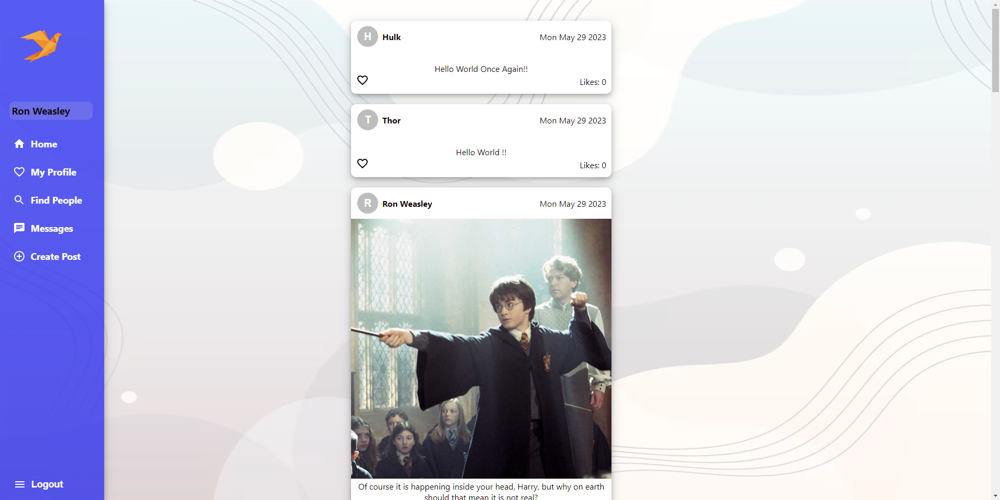 Ron Weasley
Home
My Profile
Find People
Messages
Create Post
Logout
H Hulk Mon May 29 2023
Hello World Once Again!!
Likes: 0
T Thor Mon May 29 2023
Hello World !!
Likes: 0
R Ron Weasley Mon May 29 2023
Of course it is happening inside your head, Harry, but why on earth
should that mean it is not real?